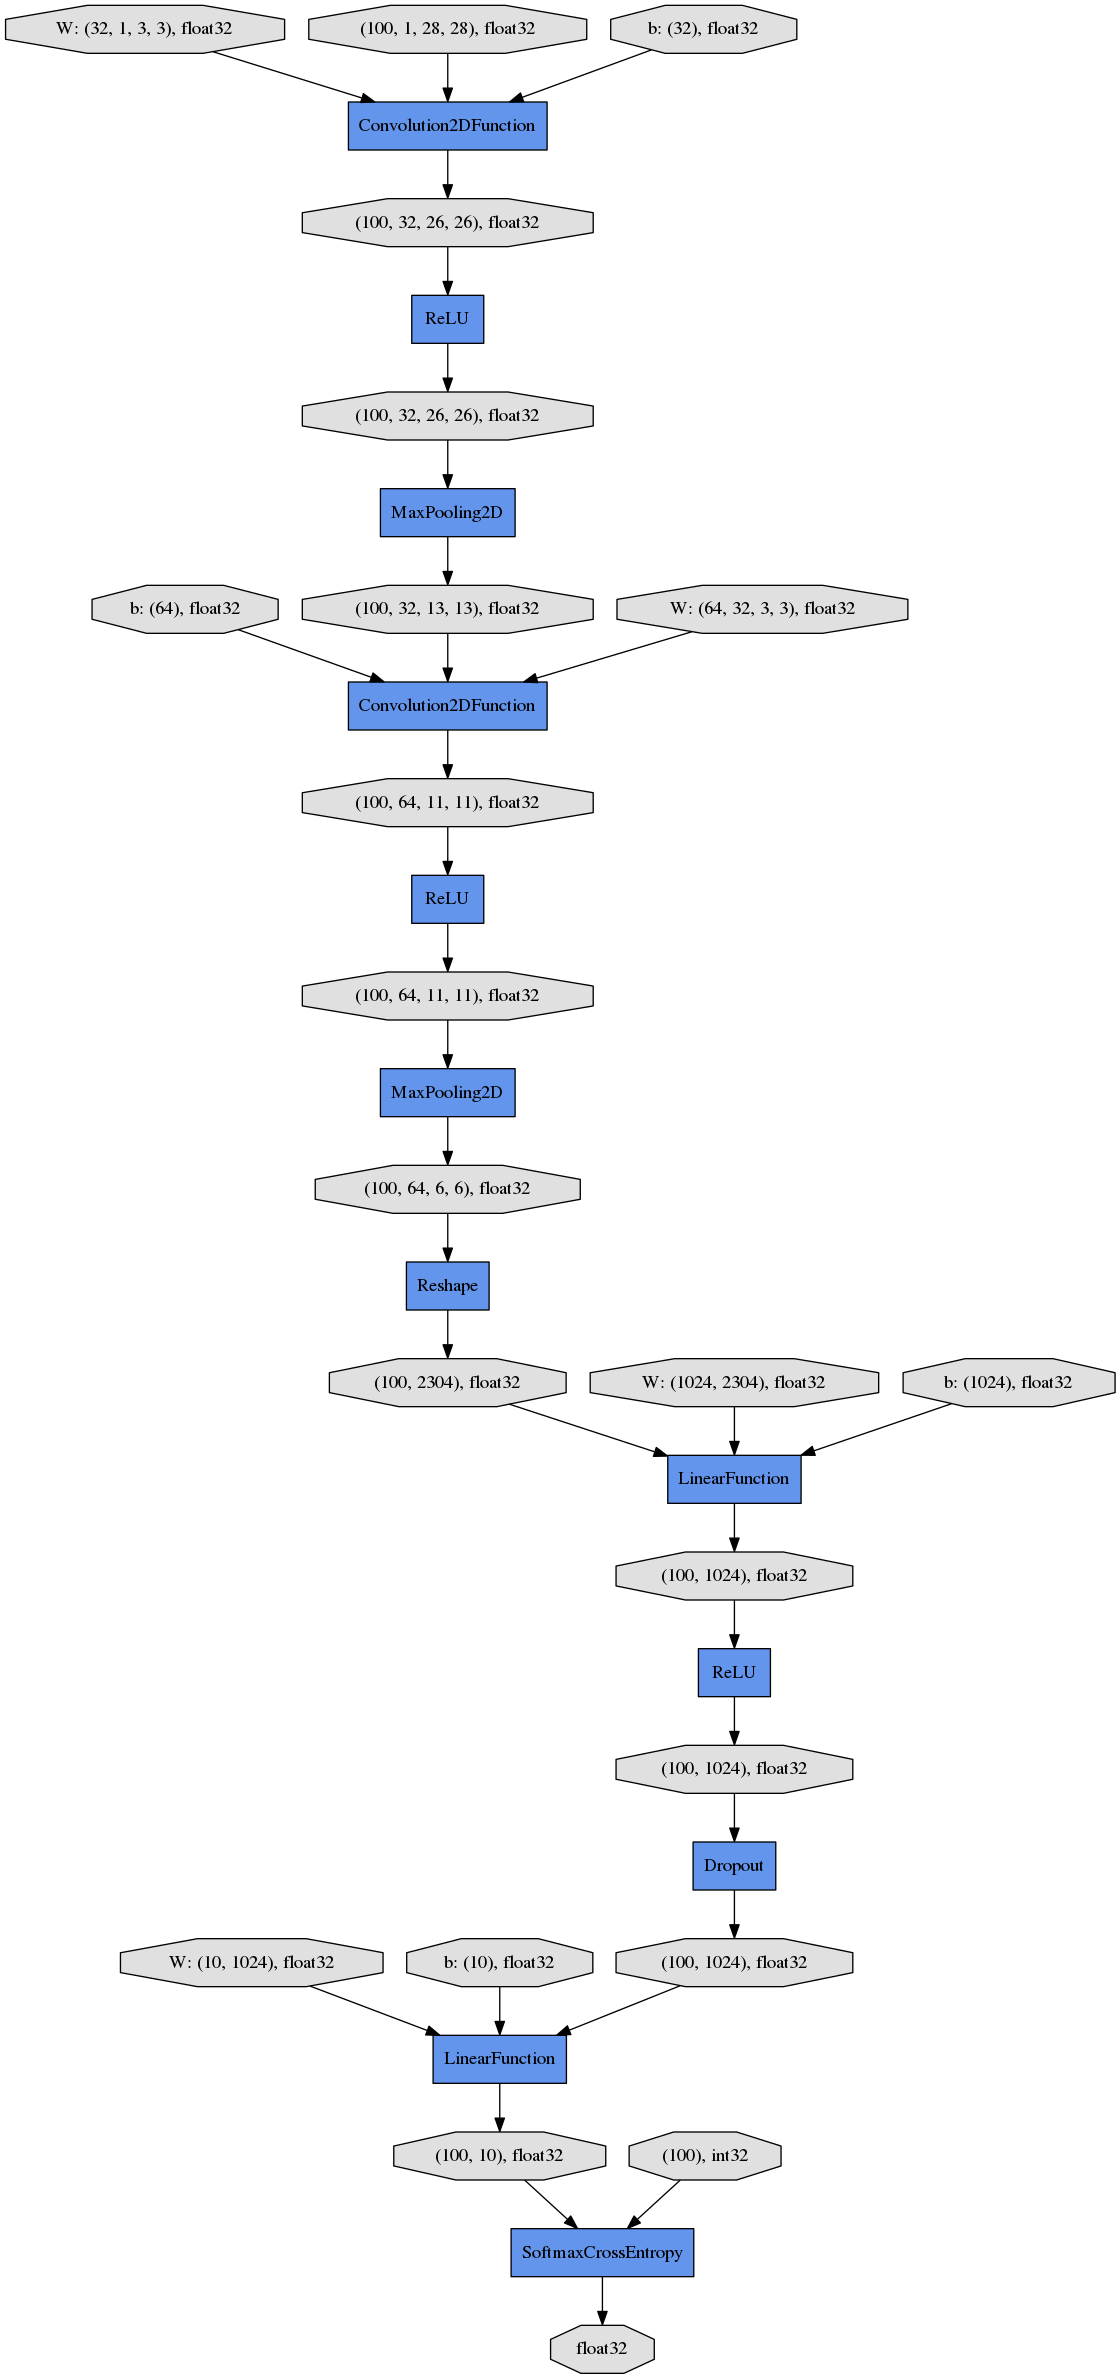 W: (32, 1, 3, 3), float32
(100, 1, 28, 28), float32
b: (32), float32
Convolution2DFunction
(100, 32, 26, 26), float32
ReLU
(100, 32, 26, 26), float32
MaxPooling2D
b: (64), float32
(100, 32, 13, 13), float32
W: (64, 32, 3, 3), float32
Convolution2DFunction
(100, 64, 11, 11), float32
ReLU
(100, 64, 11, 11), float32
MaxPooling2D
(100, 64, 6, 6), float32
Reshape
(100, 2304), float32
W: (1024, 2304), float32
b: (1024), float32
LinearFunction
(100, 1024), float32
ReLU
(100, 1024), float32
Dropout
W: (10, 1024), float32
b: (10), float32
(100, 1024), float32
LinearFunction
(100, 10), float32
(100), int32
SoftmaxCrossEntropy
float32